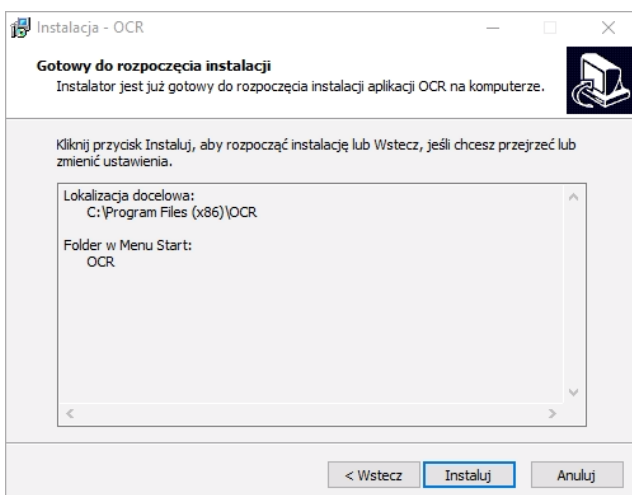 Instalacja - OCR
Gotowy do rozpoczęcia instalacji
Instalator jest już gotowy do rozpoczęcia instalacji aplikacji OCR na komputerze.
Kliknij przycisk Instaluj, aby rozpocząć instalację lub Wstecz, jeśli chcesz przejrzeć lub
zmienić ustawienia.
Lokalizacja docelowa:
C:\Program Files (x86)\OCR
Folder w Menu Start:
OCR
< Wstecz Instaluj Anuluj